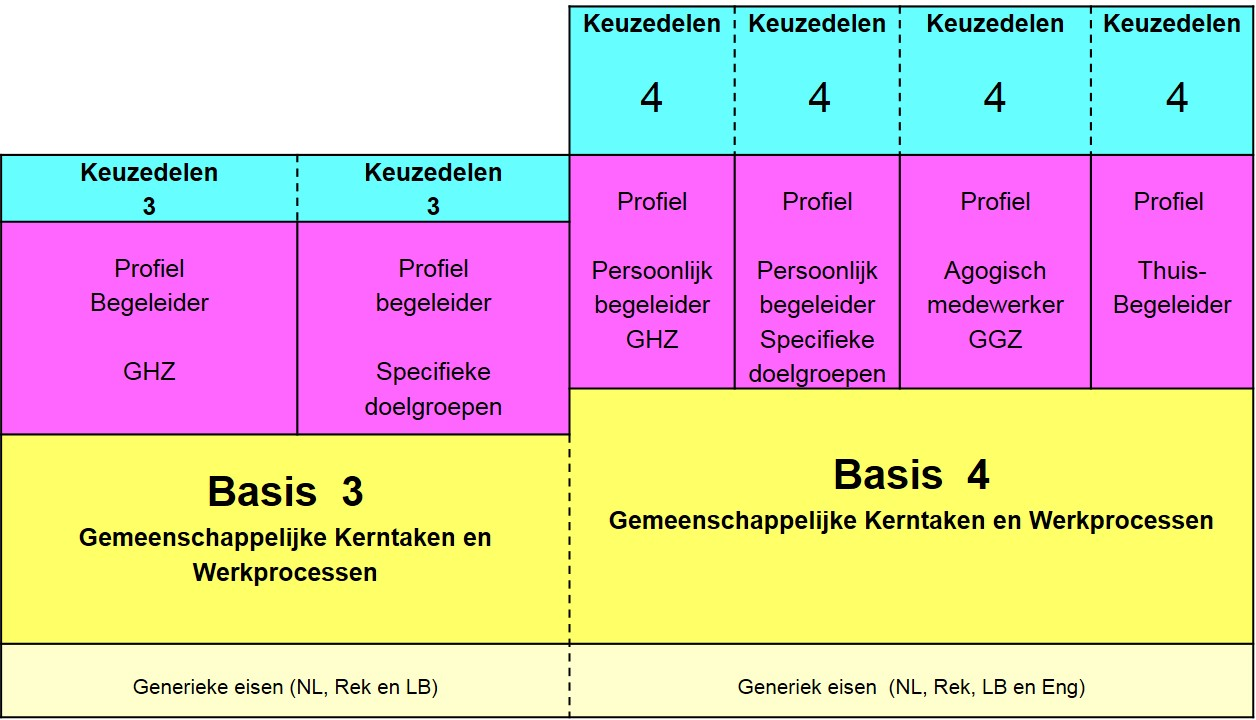 Keuzedelen
4
Keuzedelen
4
Keuzedelen
4
Keuzedelen
4
Keuzedelen
3
Keuzedelen
3
Profiel
Begeleider
GHZ
Profiel
begeleider
Specifieke
doelgroepen
Profiel
Persoonlijk
begeleider
GHZ
Profiel
Persoonlijk
begeleider
Specifieke
doelgroepen
Profiel
Agogisch
medewerker
GGZ
Profiel
Thuis-
Begeleider
Basis 3
Gemeenschappelijke Kerntaken en
Werkprocessen
Basis 4
Gemeenschappelijke Kerntaken en Werkprocessen
Generieke eisen (NL, Rek en LB)
Generiek eisen (NL, Rek, LB en Eng)